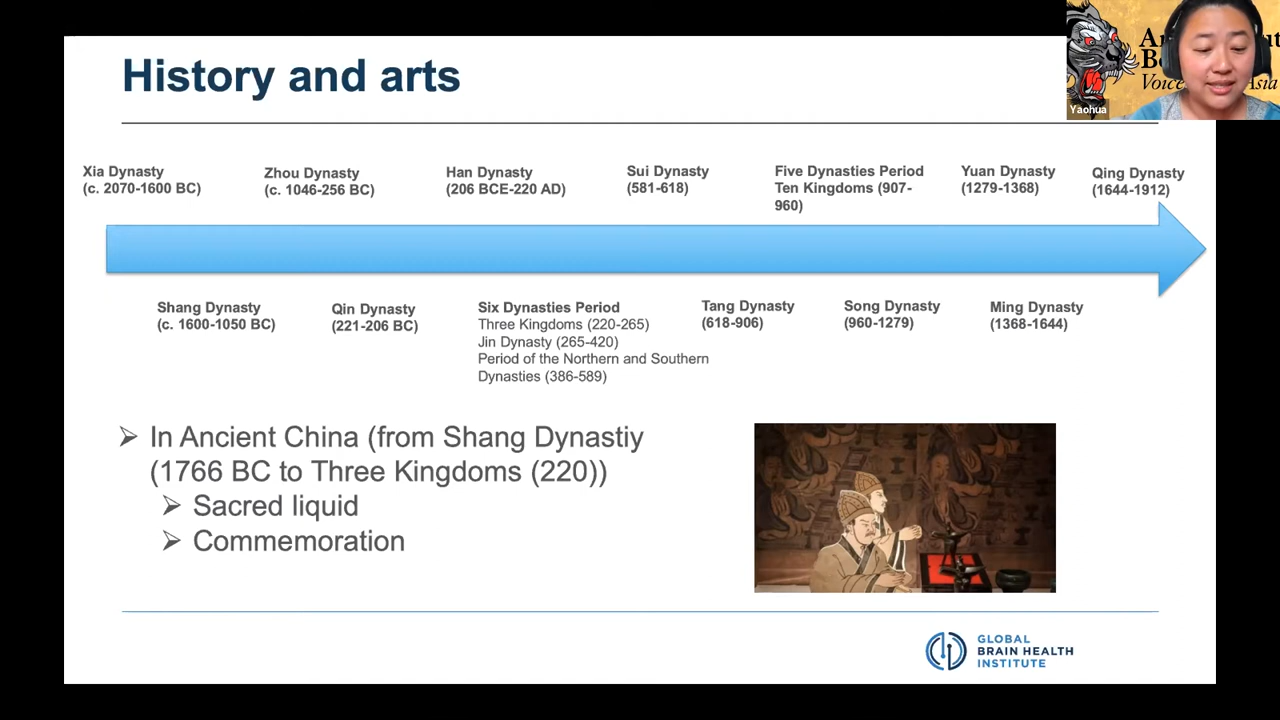 History and arts
Yaohua
Voice
Xia Dynasty
(c. 2070-1600 BC)
Zhou Dynasty
(c. 1046-256 BC)
Han Dynasty
(206 BCE-220 AD)
Sui Dynasty
(581-618)
Five Dynasties Period
Ten Kingdoms (907-
960)
Yuan Dynasty
(1279-1368)
Qing Dynasty
(1644-1912)
Shang Dynasty
(c. 1600-1050 BC)
Qin Dynasty
(221-206 BC)
Six Dynasties Period
Three Kingdoms (220-265)
Jin Dynasty (265-420)
Period of the Northern and Southern
Dynasties (386-589)
Tang Dynasty
(618-906)
Song Dynasty
(960-1279)
Ming Dynasty
(1368-1644)
➢ In Ancient China (from Shang Dynastiy
(1766 BC to Three Kingdoms (220))
➢ Sacred liquid
➢ Commemoration
GLOBAL
BRAIN HEALTH
INSTITUTE